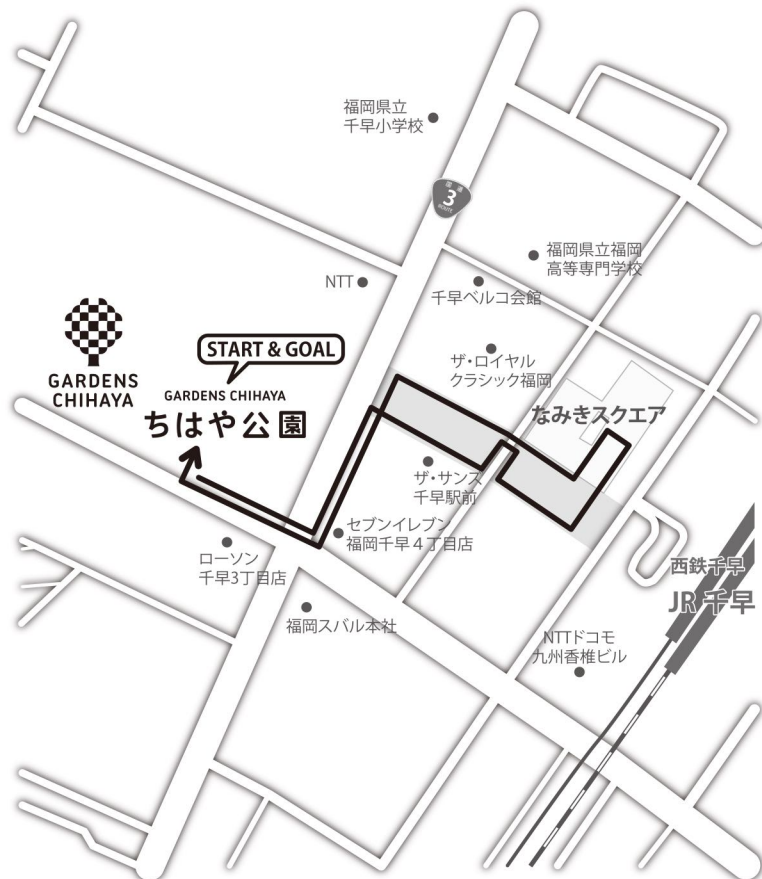 福岡県立
千早小学校
国道
3
ROUTE
福岡県立福岡
高等専門学校
NTT
千早ベルコ会館
GARDENS
CHIHAYA
START & GOAL
GARDENS CHIHAYA
ちはや公園
ザ・ロイヤル
クラシック福岡
なみきスクエア
ザ・サンス
千早駅前
セブンイレブン
福岡千早４丁目店
ローソン
千早3丁目店
西鉄千早
JR 千早
福岡スバル本社
NTTドコモ
九州香椎ビル